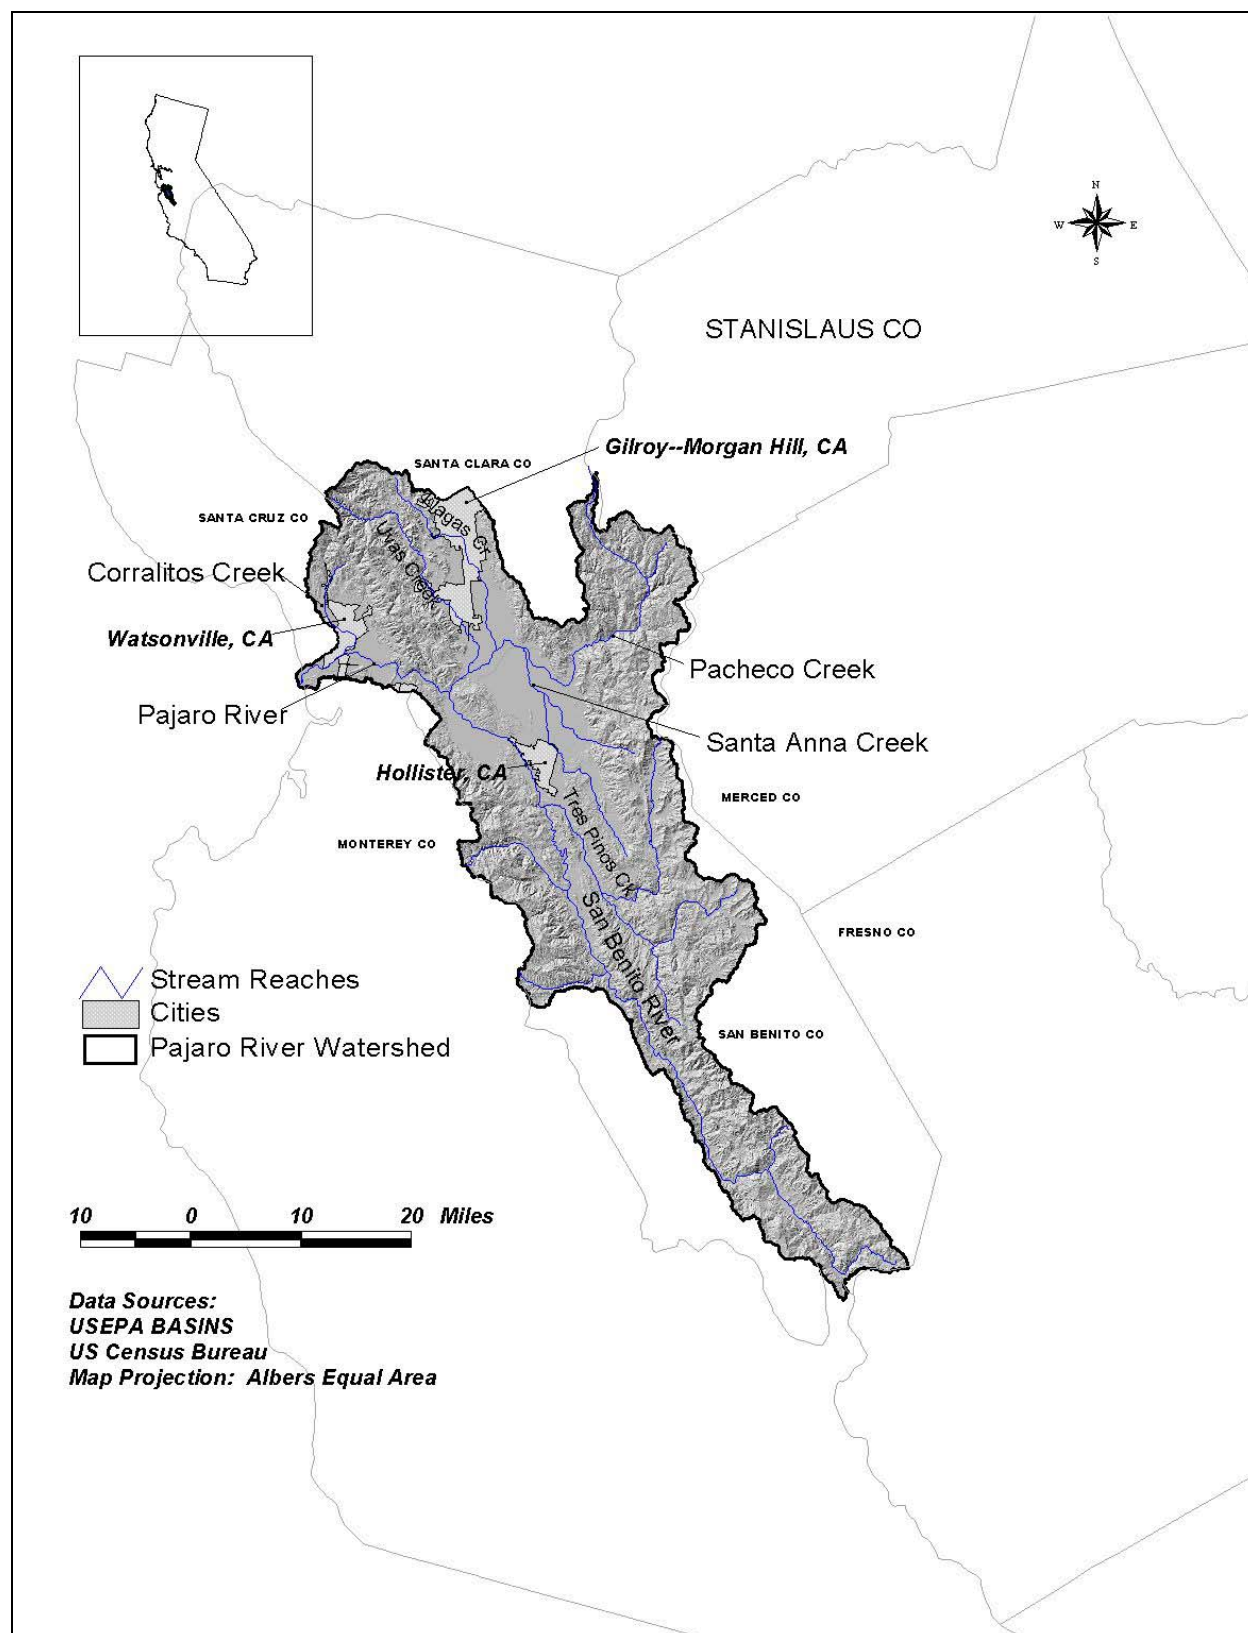 N
W E
S
STANISLAUS CO
Gilroy--Morgan Hill, CA
SANTA CLARA CO
Llagas Cr
SANTA CRUZ CO
Uvas Creek
Corralitos Creek
Watsonville, CA
Pacheco Creek
Pajaro River
Santa Anna Creek
Hollister, CA
MERCED CO
Tres Pinos Ck
MONTEREY CO
San Benito River
FRESNO CO
Stream Reaches
Cities
SAN BENITO CO
Pajaro River Watershed
10 0 10 20 Miles
Data Sources:
USEPA BASINS
US Census Bureau
Map Projection: Albers Equal Area